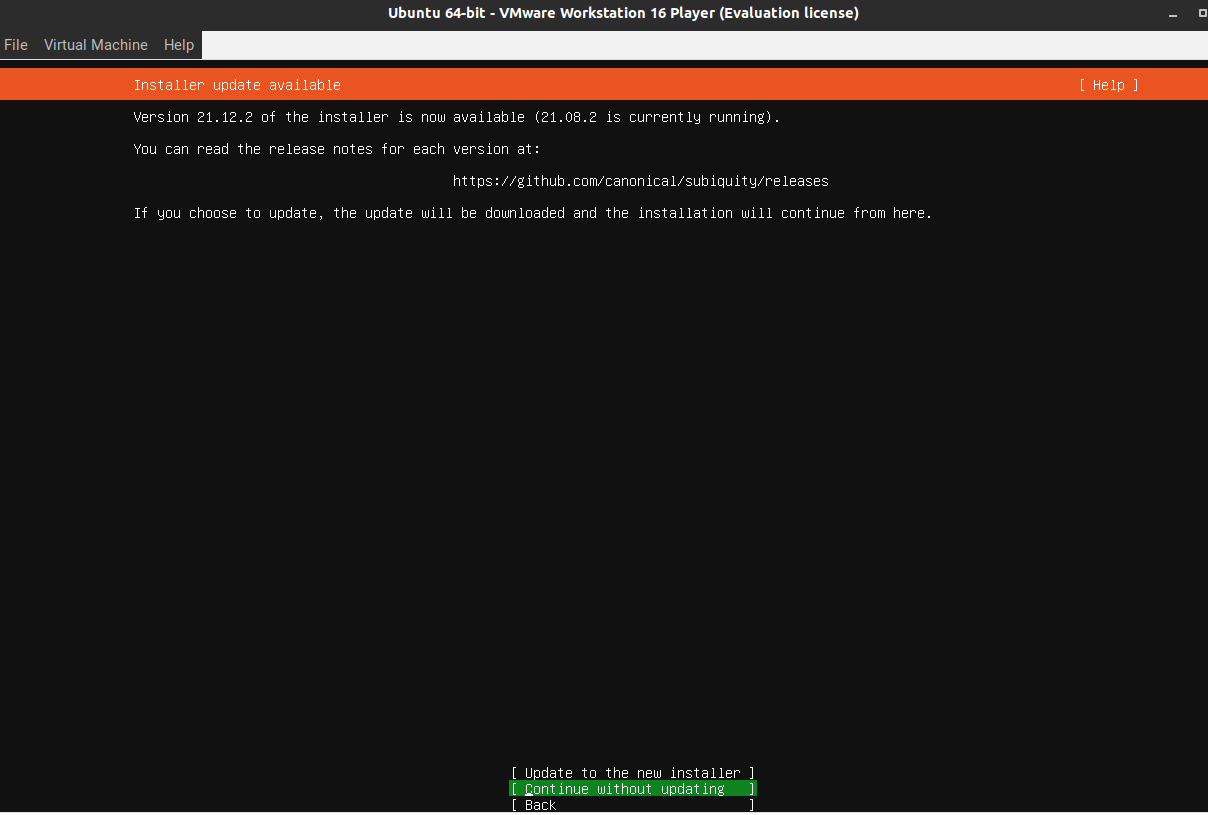 Ubuntu 64-bit - VMware Workstation 16 Player (Evaluation license)
File Virtual Machine Help
Installer update available [ Help ]
Version 21.12.2 of the installer is now available (21.08.2 is currently running).
You can read the release notes for each version at:
https://github.com/canonical/subiquity/releases
If you choose to update, the update will be downloaded and the installation will continue from here.
[ Update to the new installer ]
[ Continue without updating ]
[ Back ]